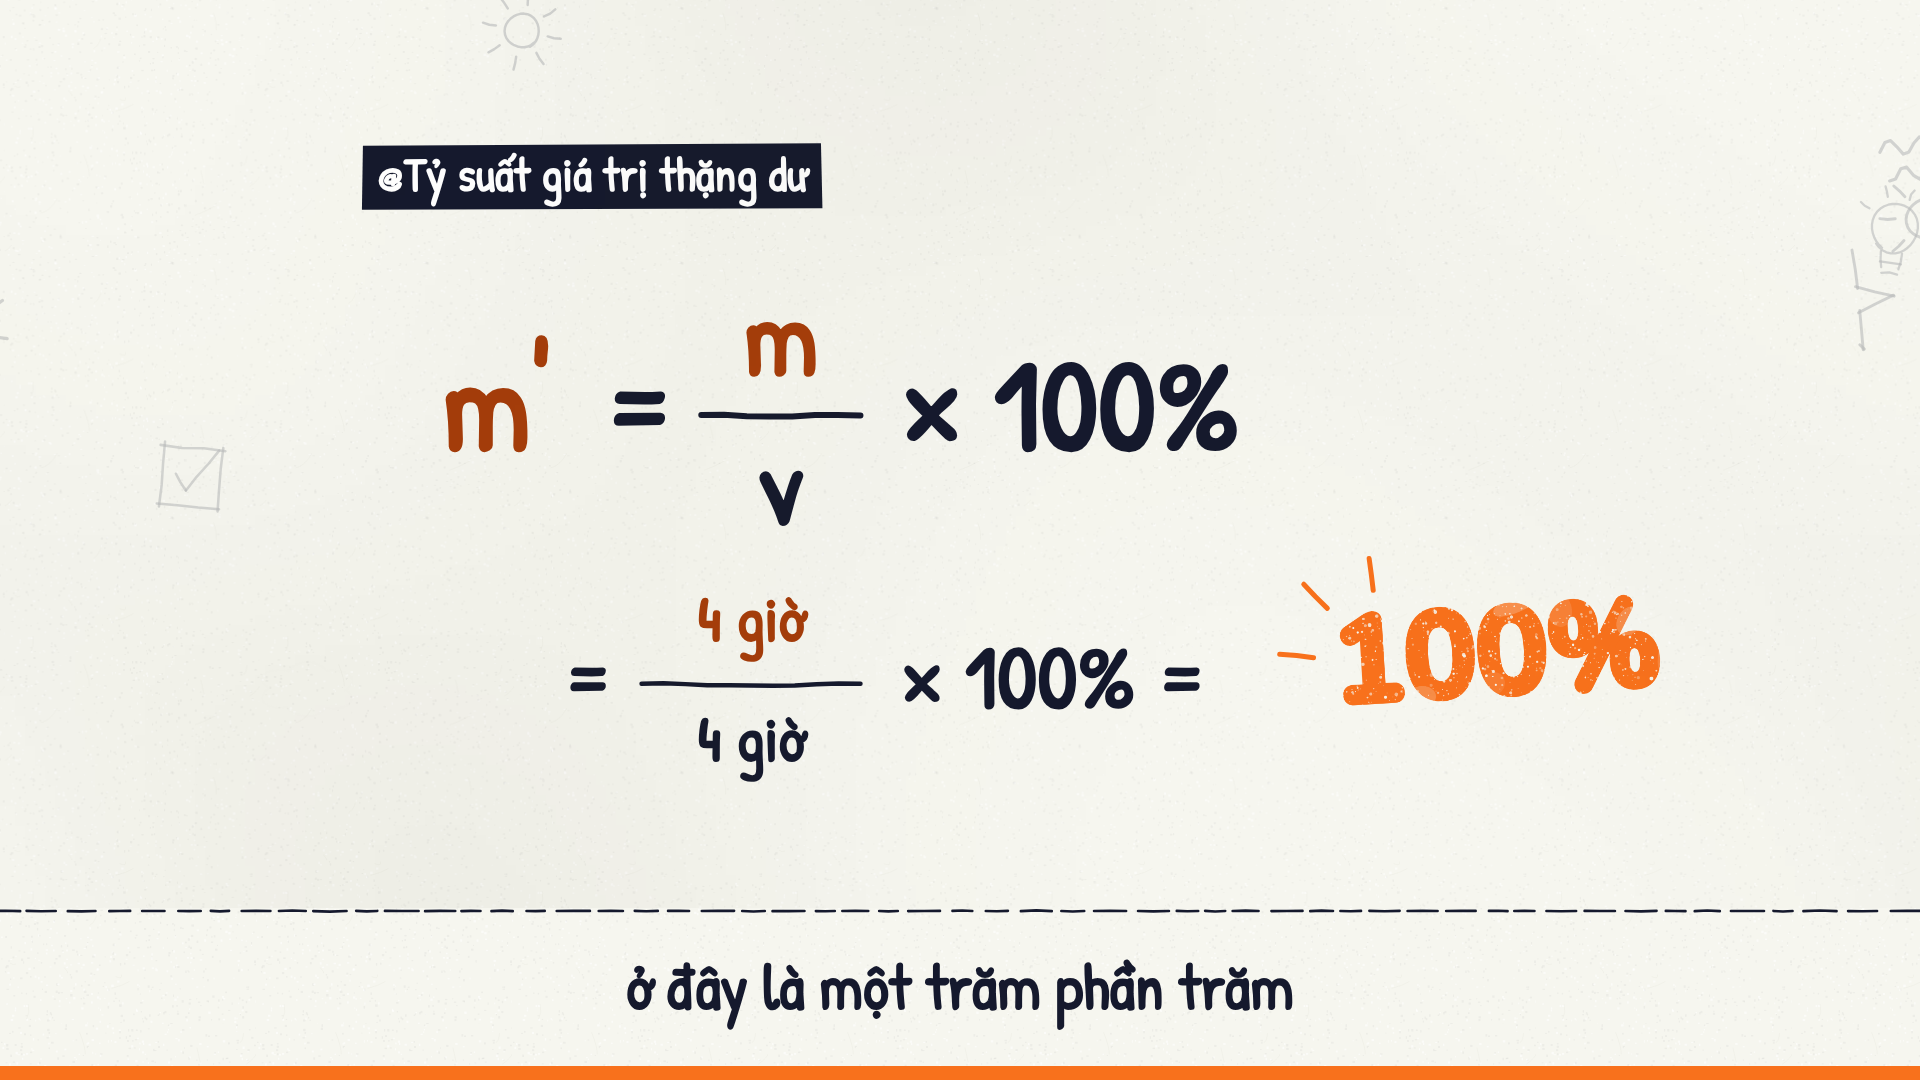 @Tỷ suất giá trị thặng dư
m' = m/v × 100%
= 4 giờ/4 giờ × 100% = 100%
ở đây là một trăm phần trăm